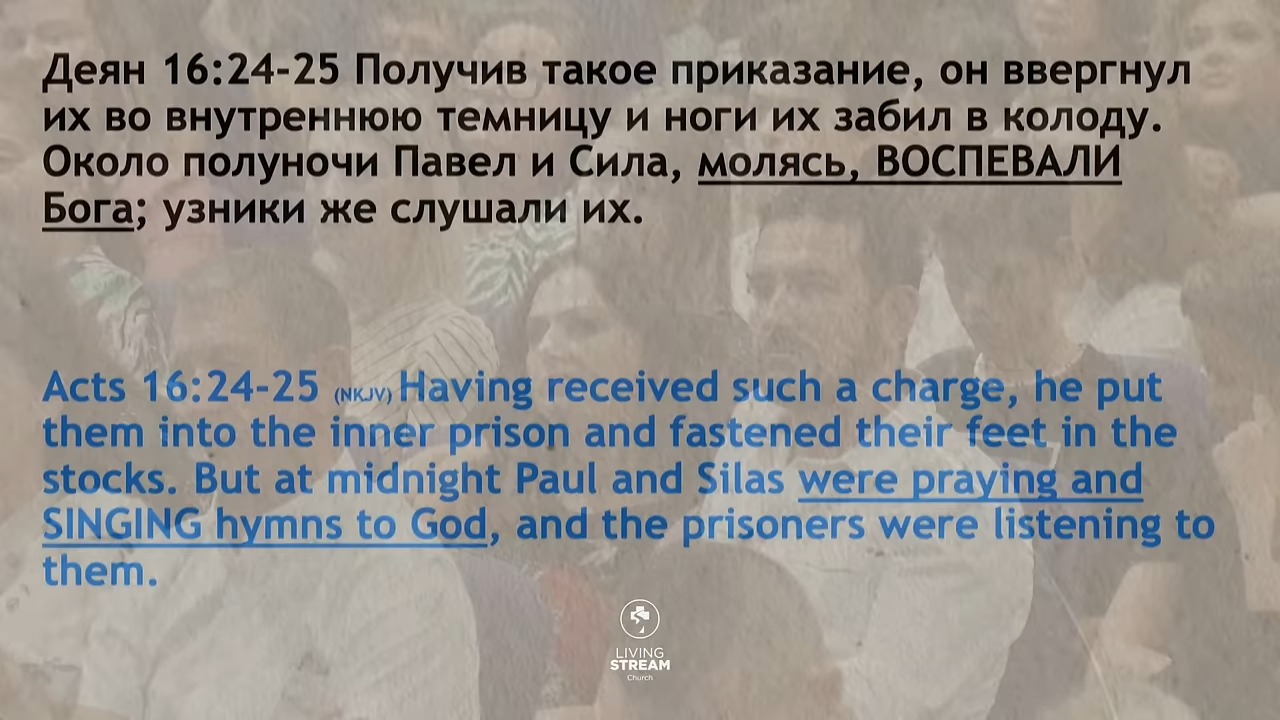 Деян 16:24-25 Получив такое приказание, он ввергнул
их во внутреннюю темницу и ноги их забил в колоду.
Около полуночи Павел и Сила, молясь, ВОСПЕВАЛИ
Бога; узники же слушали их.
Acts 16:24-25 (NKJV) Having received such a charge, he put
them into the inner prison and fastened their feet in the
stocks. But at midnight Paul and Silas were praying and
SINGING hymns to God, and the prisoners were listening to
them.
LIVING
STREAM
Church